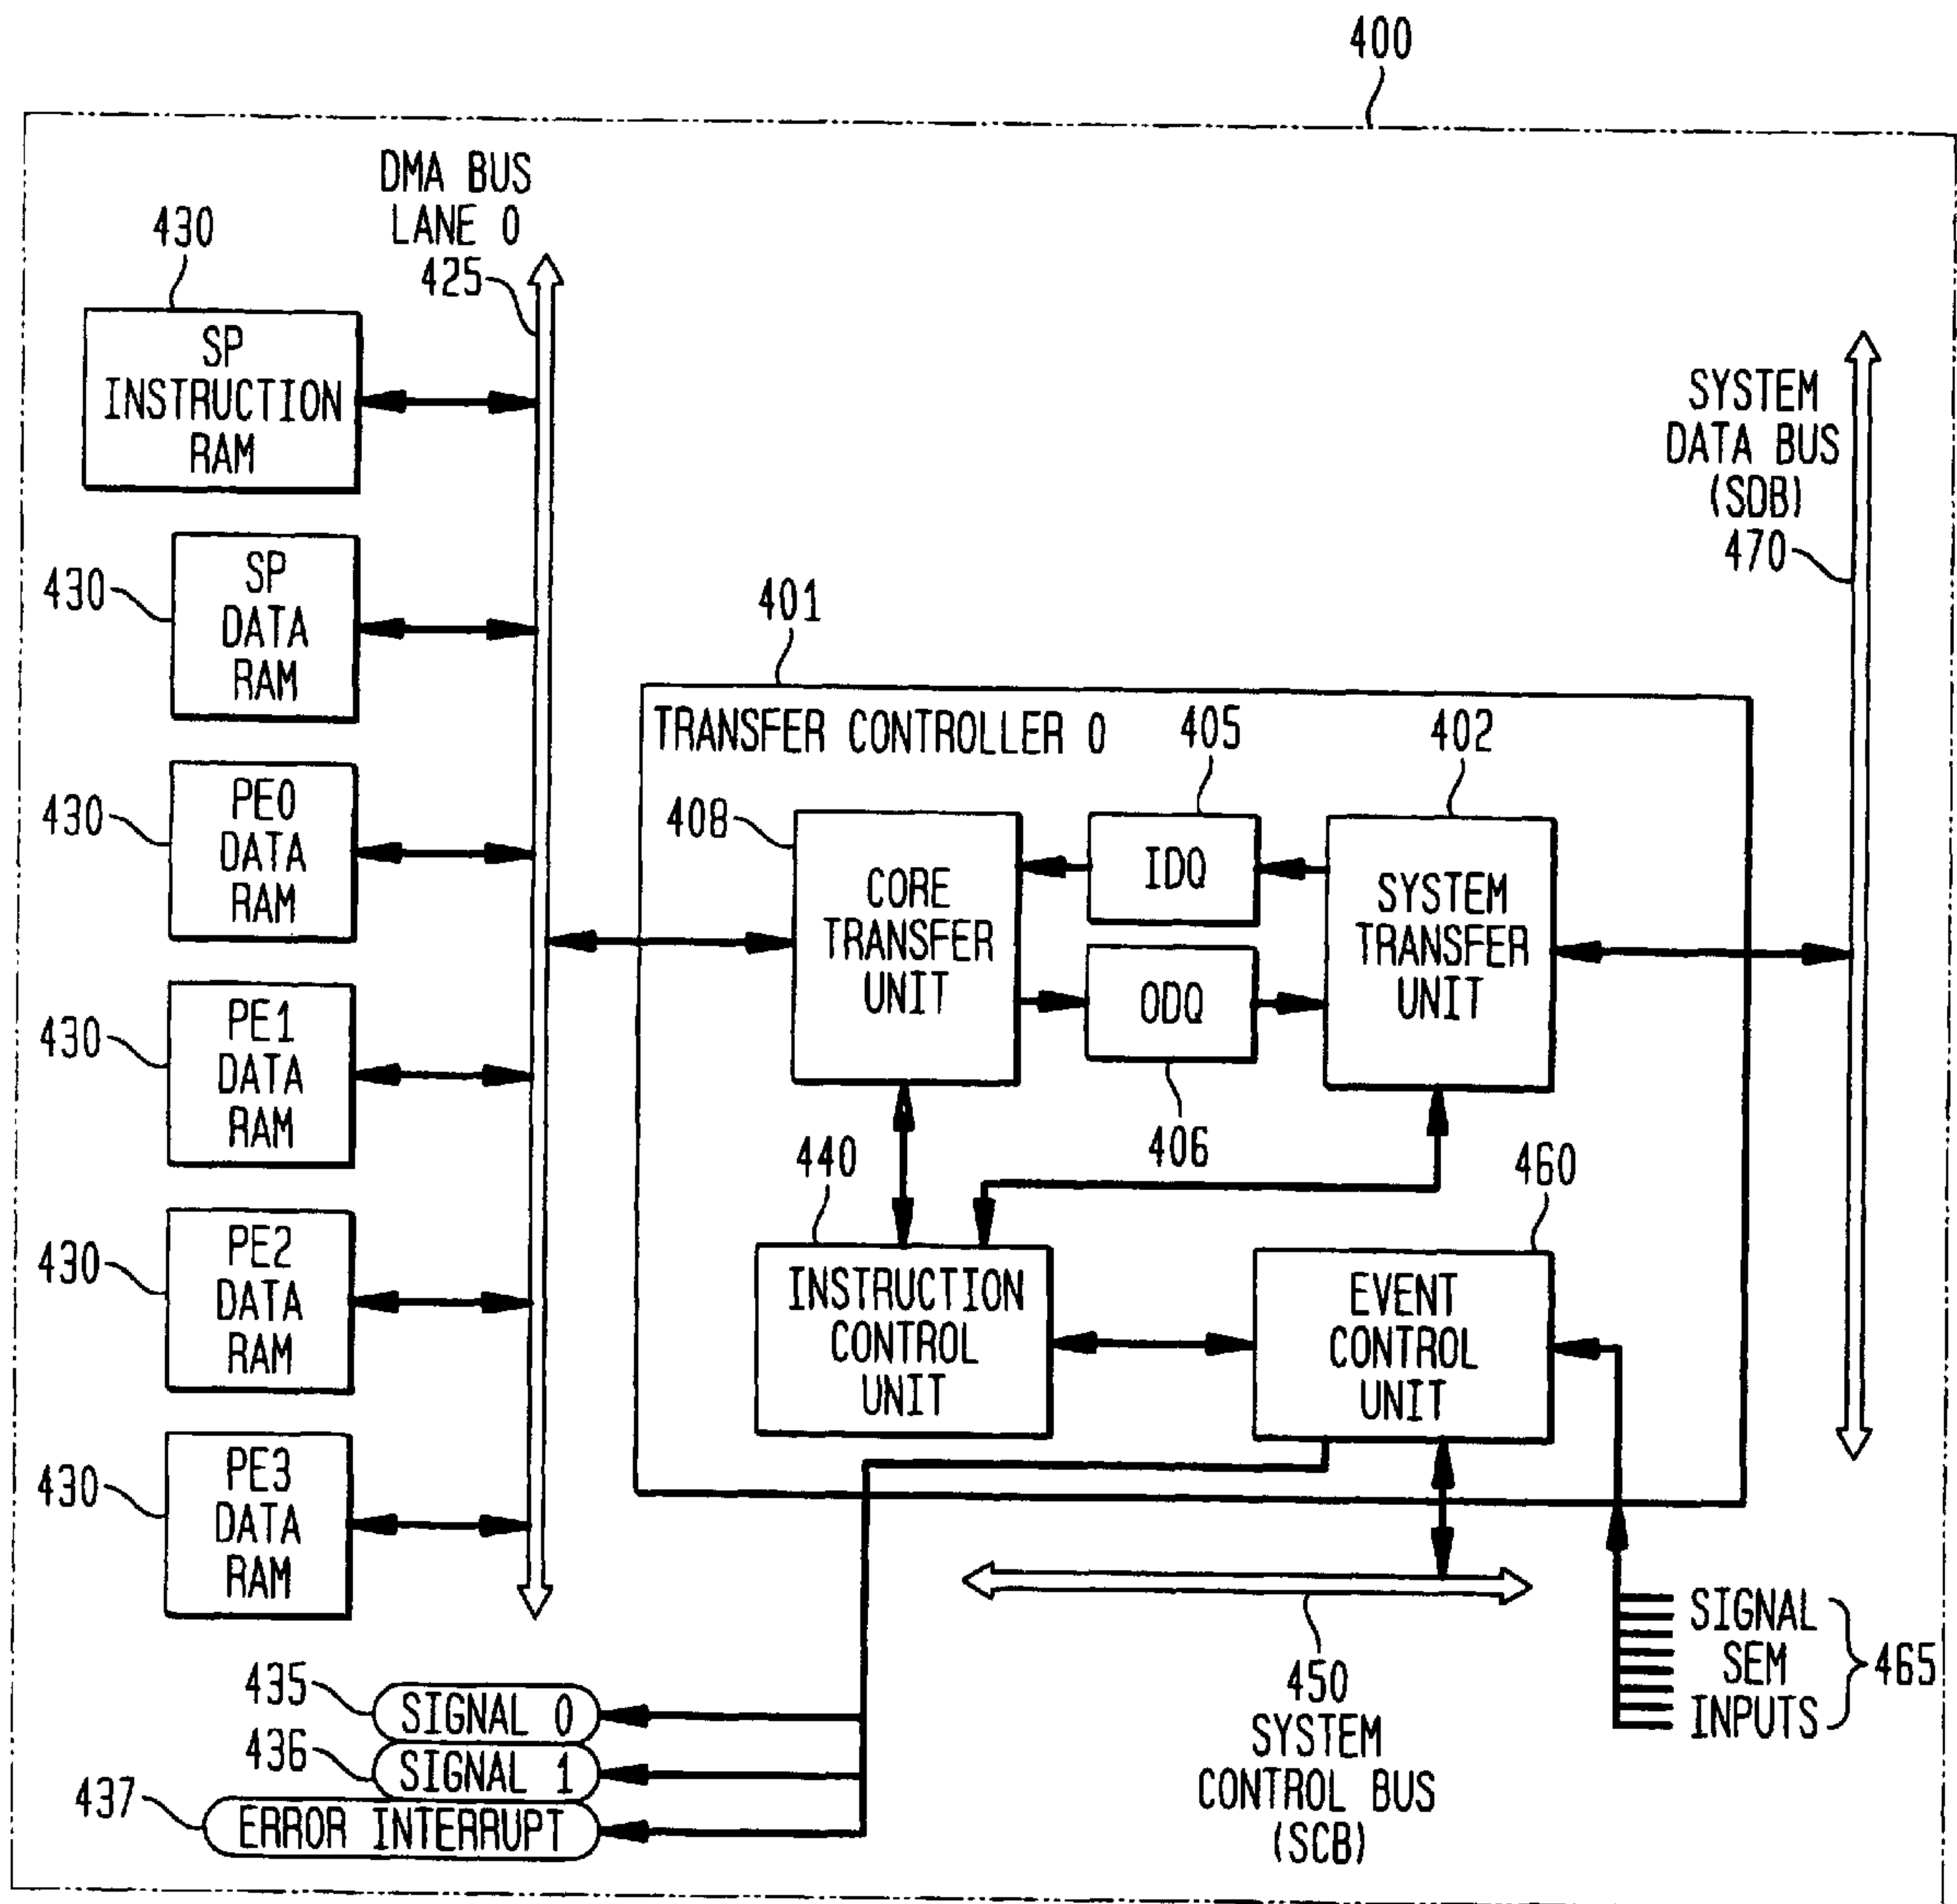 400
DMA BUS
LANE 0
425
430
SP
INSTRUCTION
RAM
430
SP
DATA
RAM
430
PE0
DATA
RAM
430
PE1
DATA
RAM
430
PE2
DATA
RAM
430
PE3
DATA
RAM
SYSTEM
DATA BUS
(SDB)
470
401
TRANSFER CONTROLLER 0
405
402
408
CORE
TRANSFER
UNIT
IDQ
ODQ
SYSTEM
TRANSFER
UNIT
406
440
460
INSTRUCTION
CONTROL
UNIT
EVENT
CONTROL
UNIT
435
SIGNAL 0
436
SIGNAL 1
437
ERROR INTERRUPT
450
SYSTEM
CONTROL BUS
(SCB)
SIGNAL
SEM
INPUTS
465